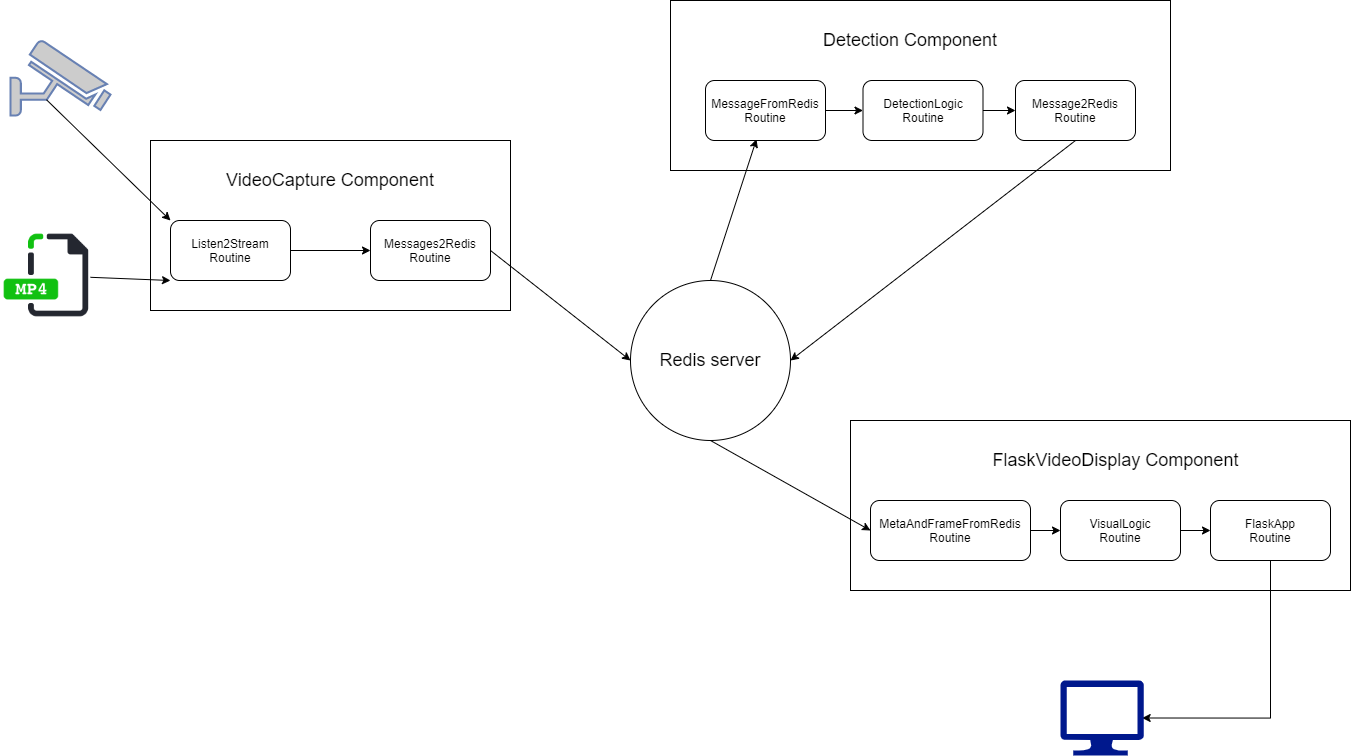 Detection Component
MessageFromRedis
Routine
DetectionLogic
Routine
Message2Redis
Routine
VideoCapture Component
Listen2Stream
Routine
Messages2Redis
Routine
MP4
Redis server
FlaskVideoDisplay Component
MetaAndFrameFromRedis
Routine
VisualLogic
Routine
FlaskApp
Routine